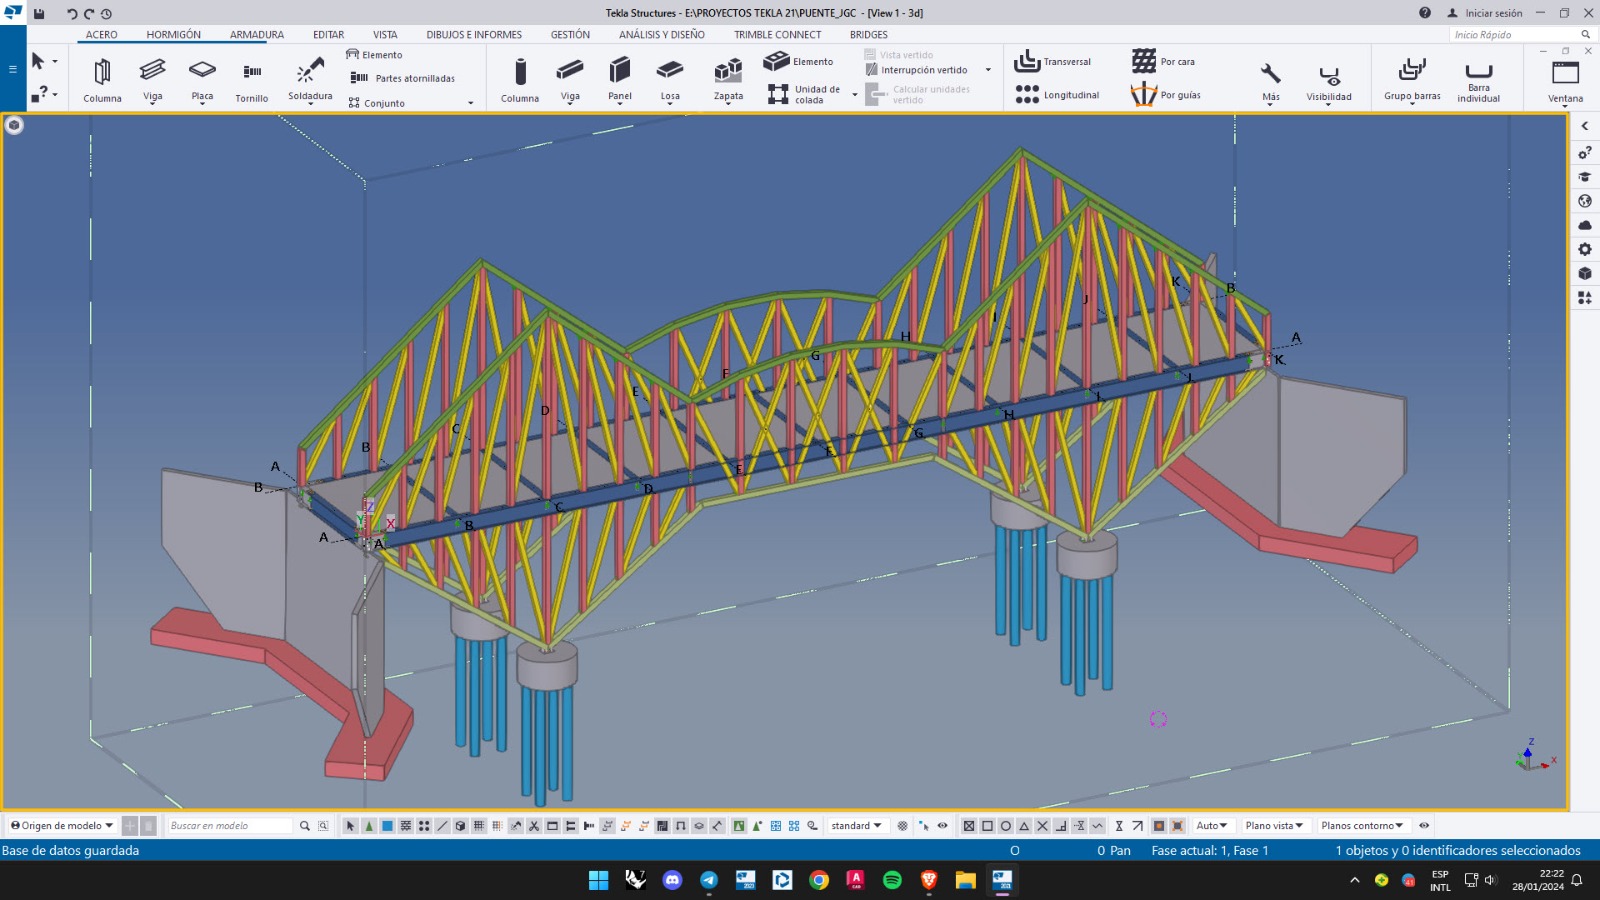 Tekla Structures - E:\PROYECTOS TEKLA 21\PUENTE_JGC - [View 1 - 3d]
Iniciar sesión
ACERO HORMIGÓN ARMADURA EDITAR VISTA DIBUJOS E INFORMES GESTIÓN ANÁLISIS Y DISEÑO TRIMBLE CONNECT BRIDGES
Inicio Rápido
Columna Viga Placa Tornillo Soldadura
Elemento
Partes atornilladas
Conjunto
Columna Viga Panel Losa Zapata
Elemento
Unidad de colada
Vista vertido
Interrupción vertido
Calcular unidades vertido
Transversal
Longitudinal
Por cara
Por guías
Más Visibilidad
Grupo barras
Barra individual
Ventana
K
B
J
I
A
H
G
K
F
J
E
I
D
H
C
G
B
F
A
E
B
D
C
Z
Y X
B
A
A
Z
Y
X
Origen de modelo
Buscar en modelo
standard
Auto
Plano vista
Planos contorno
Base de datos guardada
O
0 Pan
Fase actual: 1, Fase 1
1 objetos y 0 identificadores seleccionados
ESP
INTL
22:22
28/01/2024